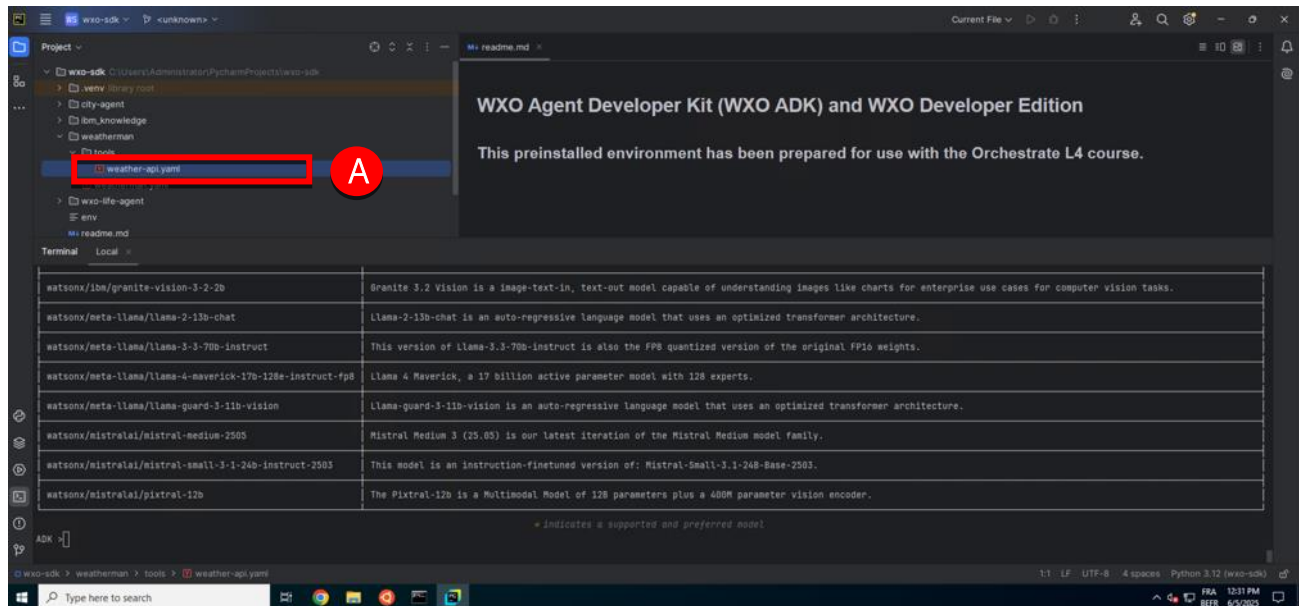 PC WS wxo-sdk <unknown> Current File
Project
M↓ readme.md
wxo-sdk C:\Users\Administrator\PycharmProjects\wxo-sdk
.venv library root
city-agent
ibm_knowledge
weatherman
tools
weather-api.yaml
wxo-life-agent
env
M↓ readme.md
A
WXO Agent Developer Kit (WXO ADK) and WXO Developer Edition
This preinstalled environment has been prepared for use with the Orchestrate L4 course.
Terminal Local
watsonx/ibm/granite-vision-3-2-2b Granite 3.2 Vision is a image-text-in, text-out model capable of understanding images like charts for enterprise use cases for computer vision tasks.
watsonx/meta-llama/llama-2-13b-chat Llama-2-13b-chat is an auto-regressive language model that uses an optimized transformer architecture.
watsonx/meta-llama/llama-3-3-70b-instruct This version of Llama-3.3-70b-instruct is also the FP8 quantized version of the original FP16 weights.
watsonx/meta-llama/llama-4-maverick-17b-128e-instruct-fp8 Llama 4 Maverick, a 17 billion active parameter model with 128 experts.
watsonx/meta-llama/llama-guard-3-11b-vision Llama-guard-3-11b-vision is an auto-regressive language model that uses an optimized transformer architecture.
watsonx/mistralai/mistral-medium-2505 Mistral Medium 3 (25.05) is our latest iteration of the Mistral Medium model family.
watsonx/mistralai/mistral-small-3-1-24b-instruct-2503 This model is an instruction-finetuned version of: Mistral-Small-3.1-24B-Base-2503.
watsonx/mistralai/pixtral-12b The Pixtral-12b is a Multimodal Model of 12B parameters plus a 400M parameter vision encoder.
indicates a supported and preferred model
ADK >
wxo-sdk > weatherman > tools > weather-api.yaml 1:1 LF UTF-8 4 spaces Python 3.12 (wxo-sdk)
Type here to search FRA 12:31 PM
BEFR 6/5/2025